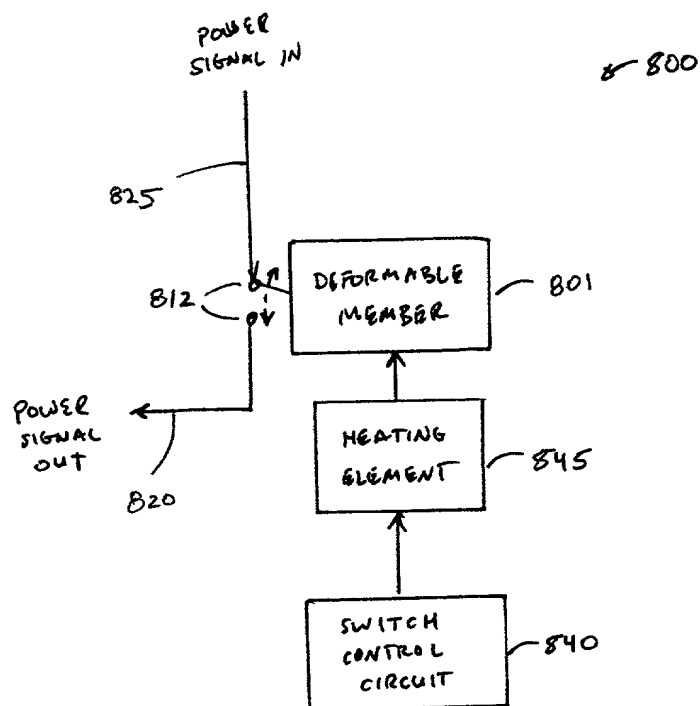 POWER
SIGNAL IN
800
825
812
DEFORMABLE
MEMBER
801
POWER
SIGNAL
OUT
820
HEATING
ELEMENT
845
SWITCH
CONTROL
CIRCUIT
840